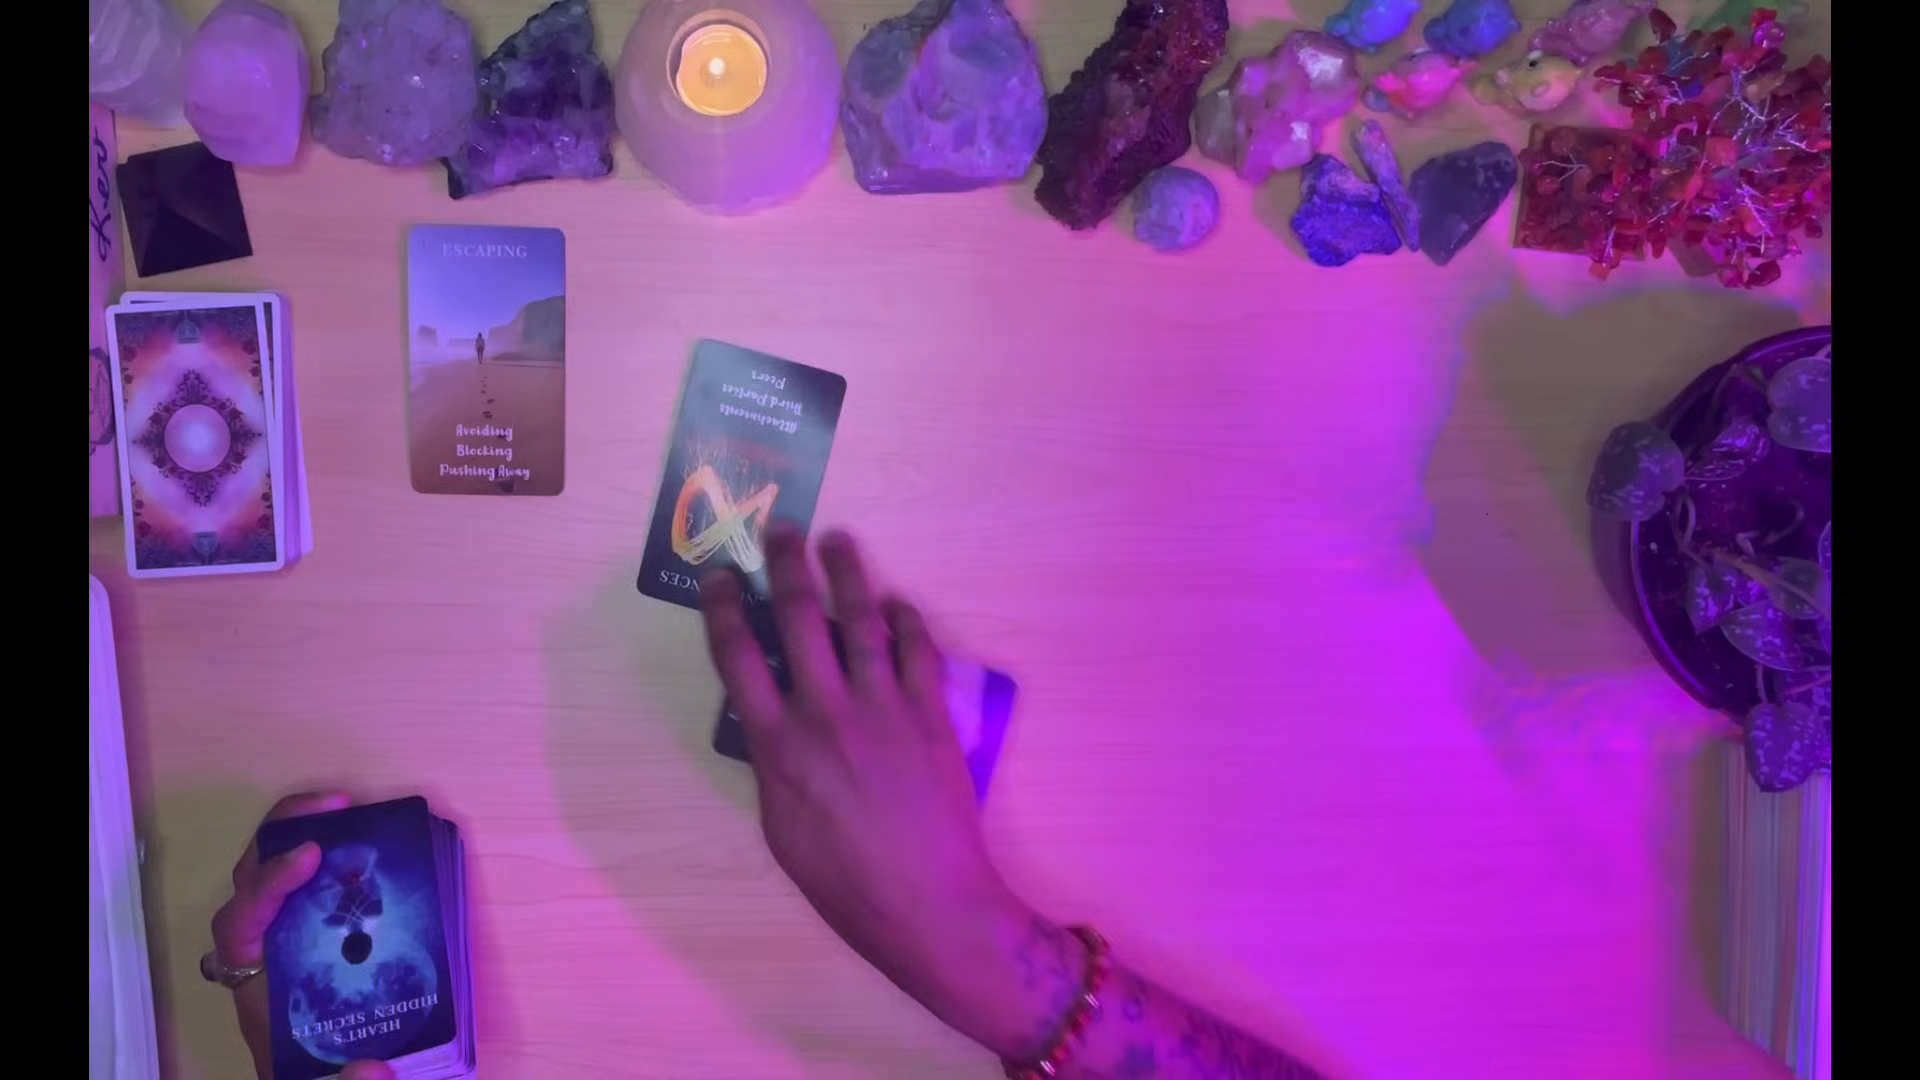 ESCAPING
Avoiding
Blocking
Pushing Away
Attachments
Third Parties
Peers
HEART'S
HIDDEN SECRETS